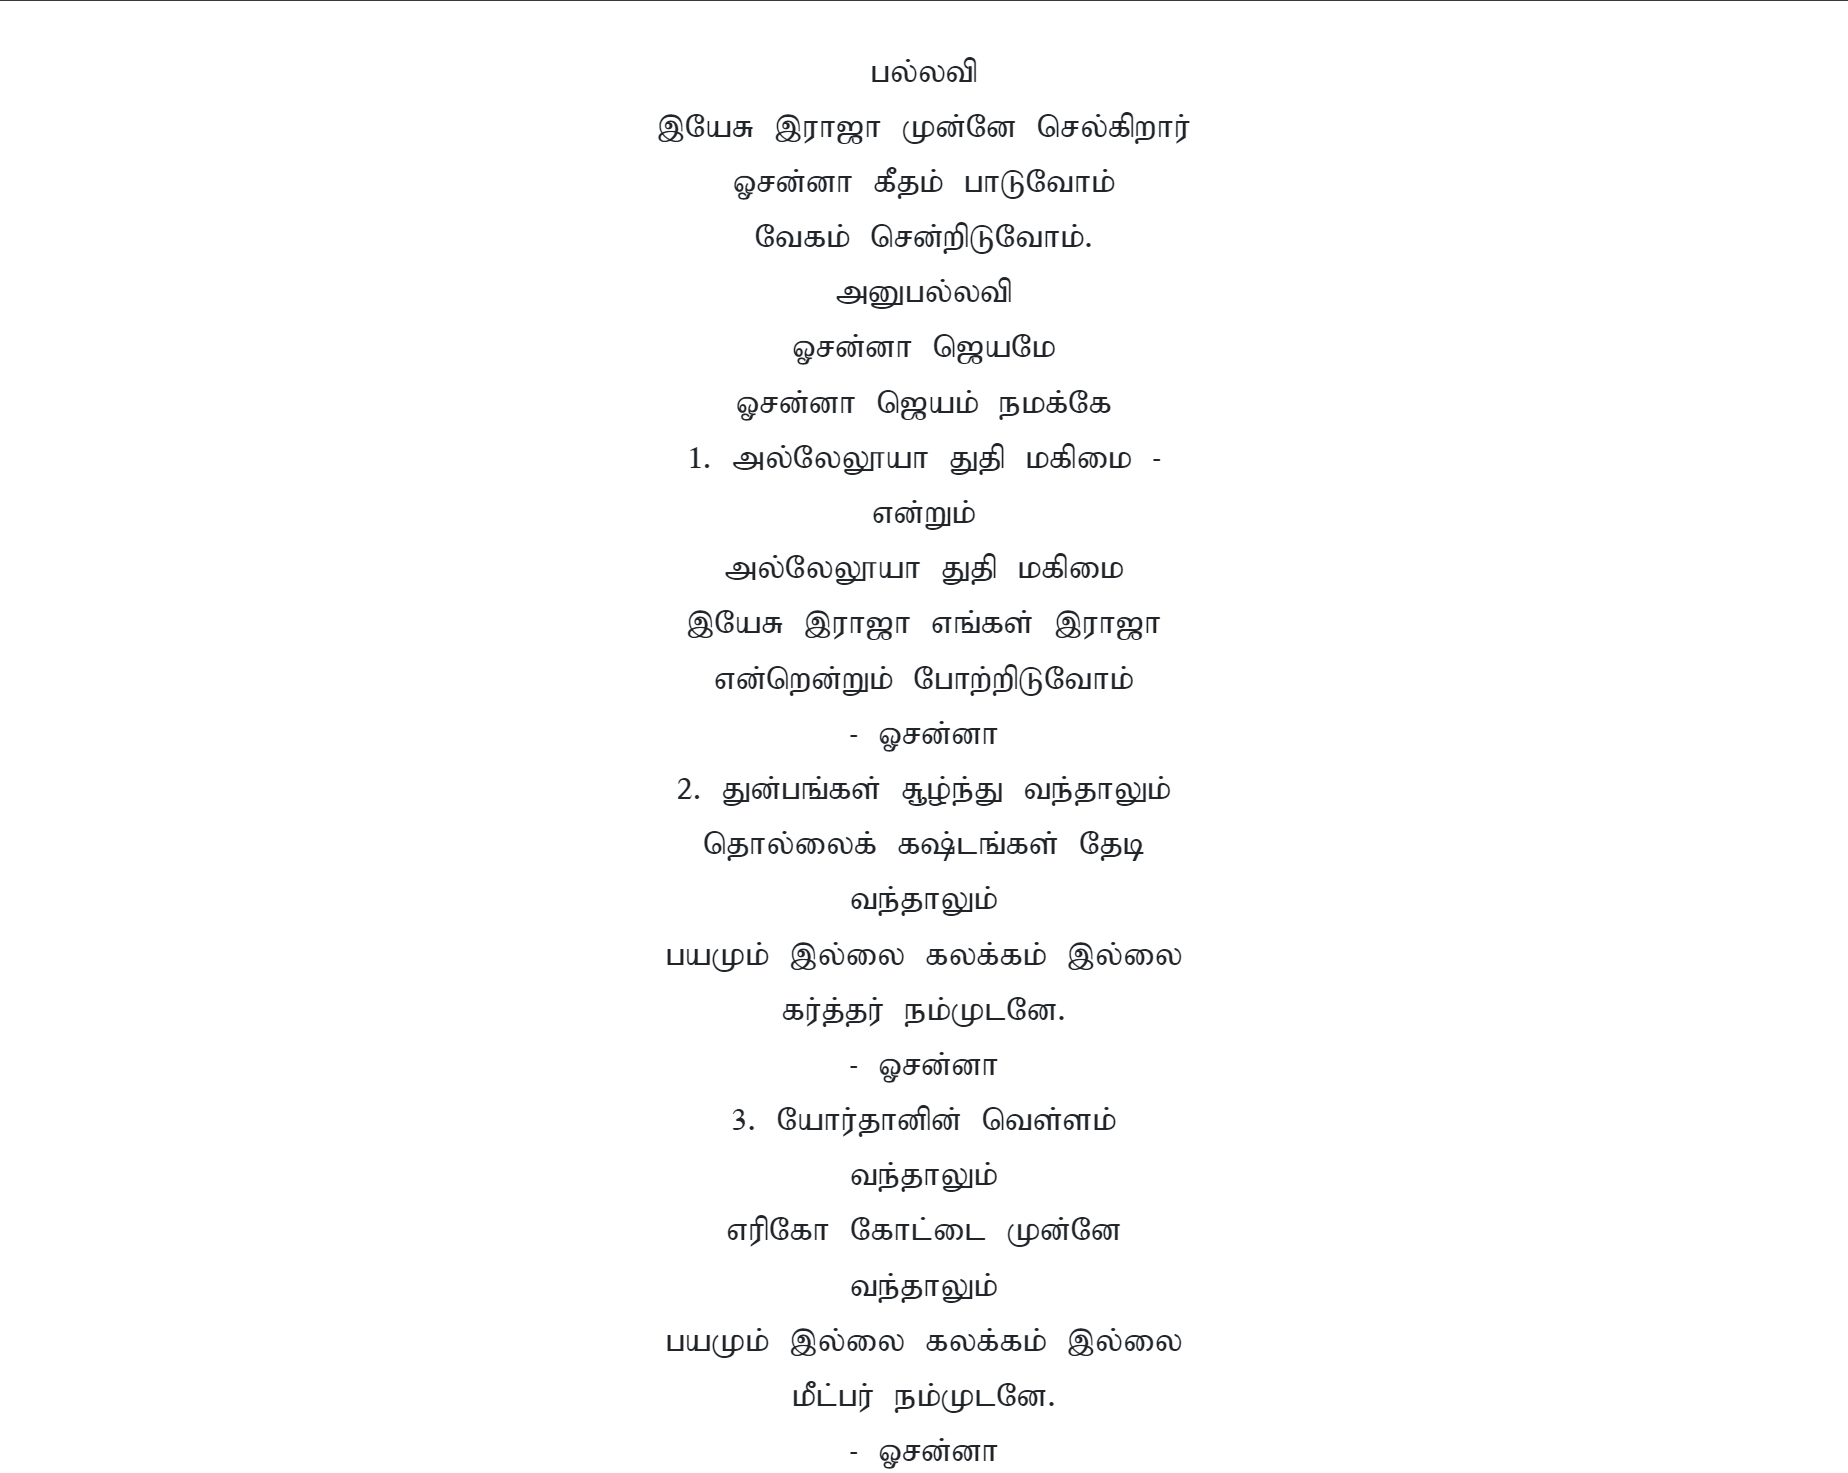 பல்லவி
இயேசு இராஜா முன்னே செல்கிறார்
ஓசன்னா கீதம் பாடுவோம்
வேகம் சென்றிடுவோம்.
அனுபல்லவி
ஓசன்னா ஜெயமே
ஓசன்னா ஜெயம் நமக்கே
1. அல்லேலூயா துதி மகிமை -
என்றும்
அல்லேலூயா துதி மகிமை
இயேசு இராஜா எங்கள் இராஜா
என்றென்றும் போற்றிடுவோம்
- ஓசன்னா
2. துன்பங்கள் சூழ்ந்து வந்தாலும்
தொல்லைக் கஷ்டங்கள் தேடி
வந்தாலும்
பயமும் இல்லை கலக்கம் இல்லை
கர்த்தர் நம்முடனே.
- ஓசன்னா
3. யோர்தானின் வெள்ளம்
வந்தாலும்
எரிகோ கோட்டை முன்னே
வந்தாலும்
பயமும் இல்லை கலக்கம் இல்லை
மீட்பர் நம்முடனே.
- ஓசன்னா